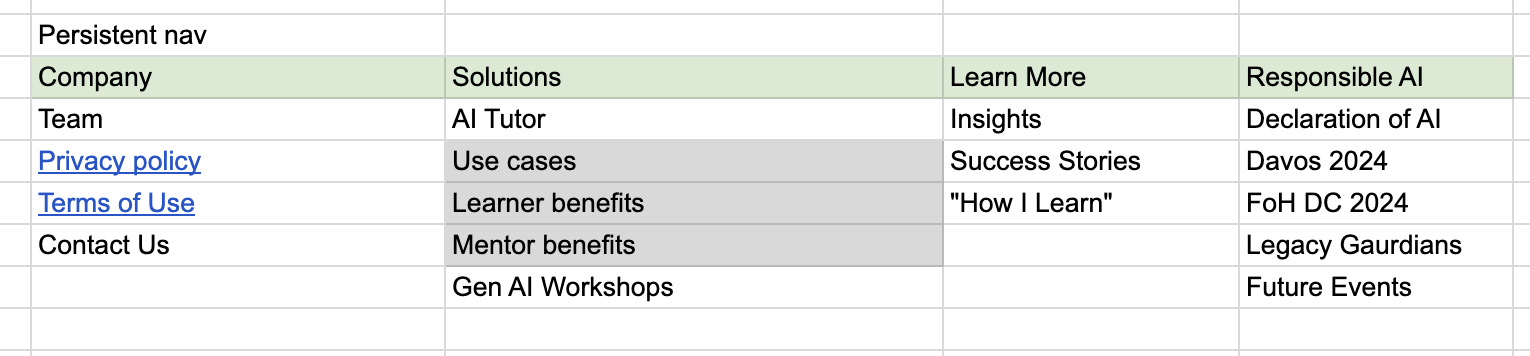 Persistent nav
Company Solutions Learn More Responsible AI
Team AI Tutor Insights Declaration of AI
Privacy policy Use cases Success Stories Davos 2024
Terms of Use Learner benefits "How I Learn" FoH DC 2024
Contact Us Mentor benefits Legacy Gaurdians
Gen AI Workshops Future Events